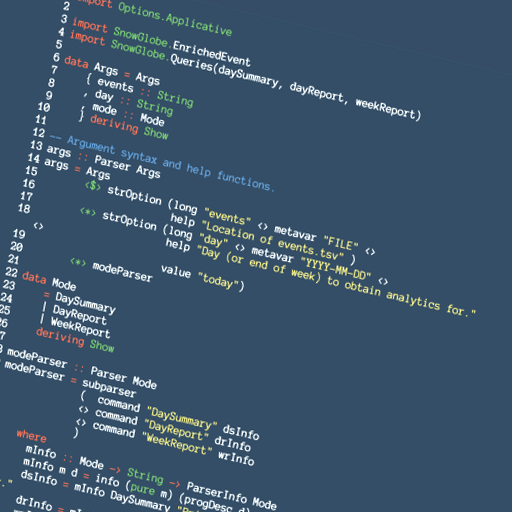 import Options.Applicative
2
3 import SnowGlobe.EnrichedEvent
4 import SnowGlobe.Queries(daySummary, dayReport, weekReport)
5
6 data Args = Args
7 { events :: String
8 , day :: String
9 , mode :: Mode
10 } deriving Show
11
12 -- Argument syntax and help functions.
13 args :: Parser Args
14 args = Args
15 <$> strOption (long "events" <> metavar "FILE" <>
16 help "Location of events.tsv" )
17 <*> strOption (long "day" <> metavar "YYYY-MM-DD" <>
18 help "Day (or end of week) to obtain analytics for."
<>
19 value "today")
20 <*> modeParser
21
22 data Mode
23 = DaySummary
24 | DayReport
25 | WeekReport
26 deriving Show
7
modeParser :: Parser Mode
modeParser = subparser
( command "DaySummary" dsInfo
<> command "DayReport" drInfo
<> command "WeekReport" wrInfo
)
where
mInfo :: Mode -> String -> ParserInfo Mode
mInfo m d = info (pure m) (progDesc d)
dsInfo = mInfo DaySummary
."
drInfo =